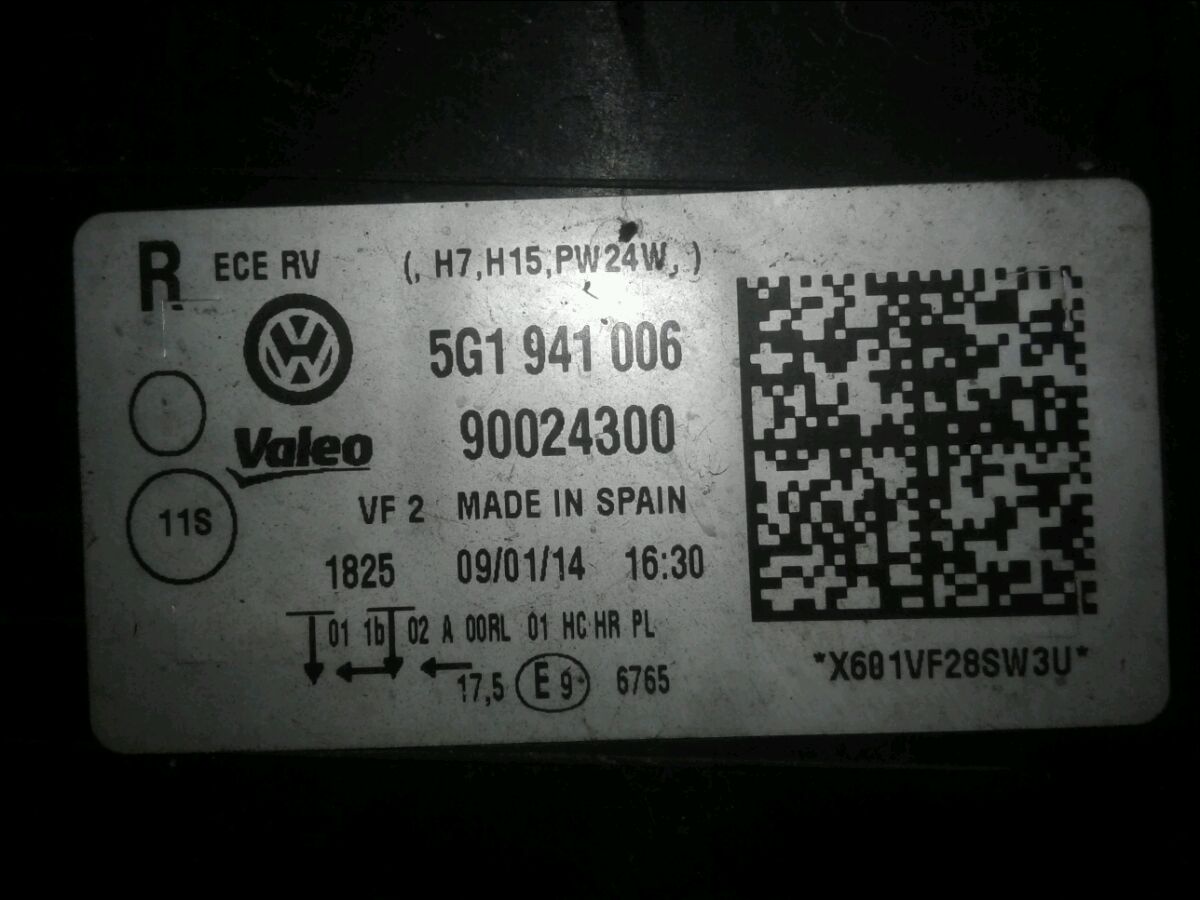 R ECE RV (, H7,H15,PW24W, )
5G1 941 006
Valeo 90024300
11S VF 2 MADE IN SPAIN
1825 09/01/14 16:30
01 1b 02 A 00RL 01 HC HR PL
17,5 E 9 6765
*X601VF28SW3U*